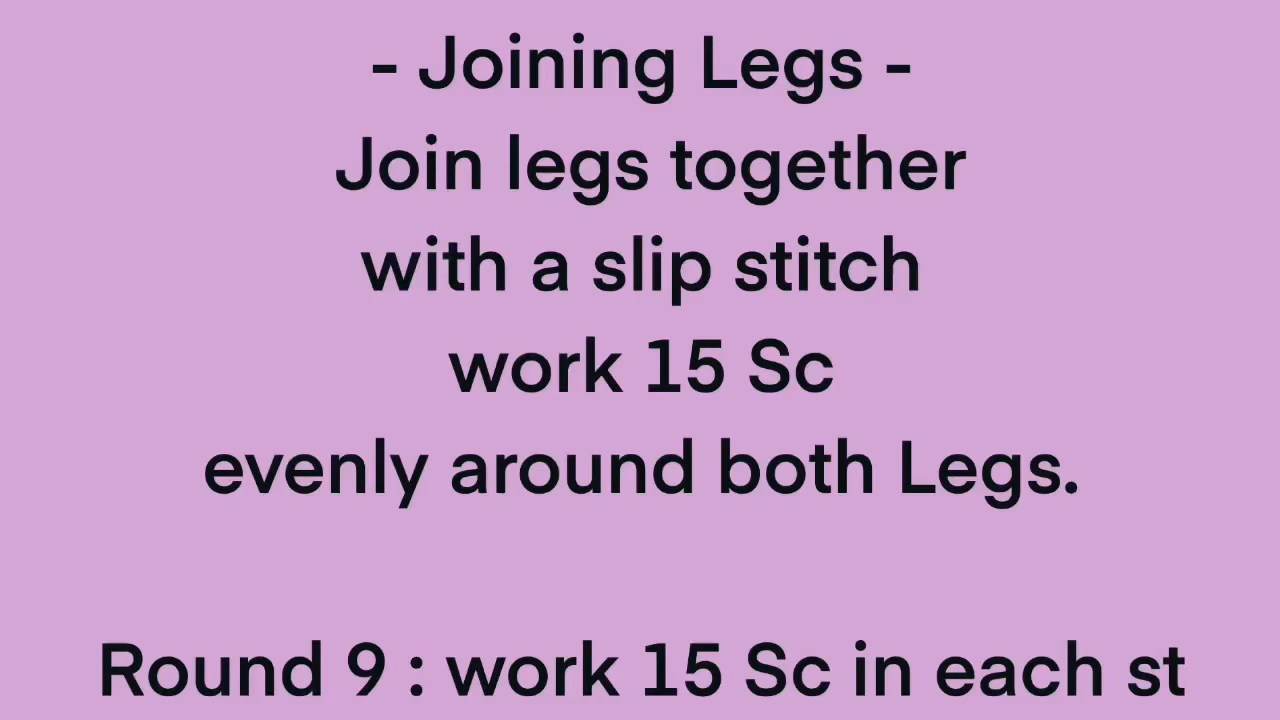 - Joining Legs -
Join legs together
with a slip stitch
work 15 Sc
evenly around both Legs.
Round 9 : work 15 Sc in each st